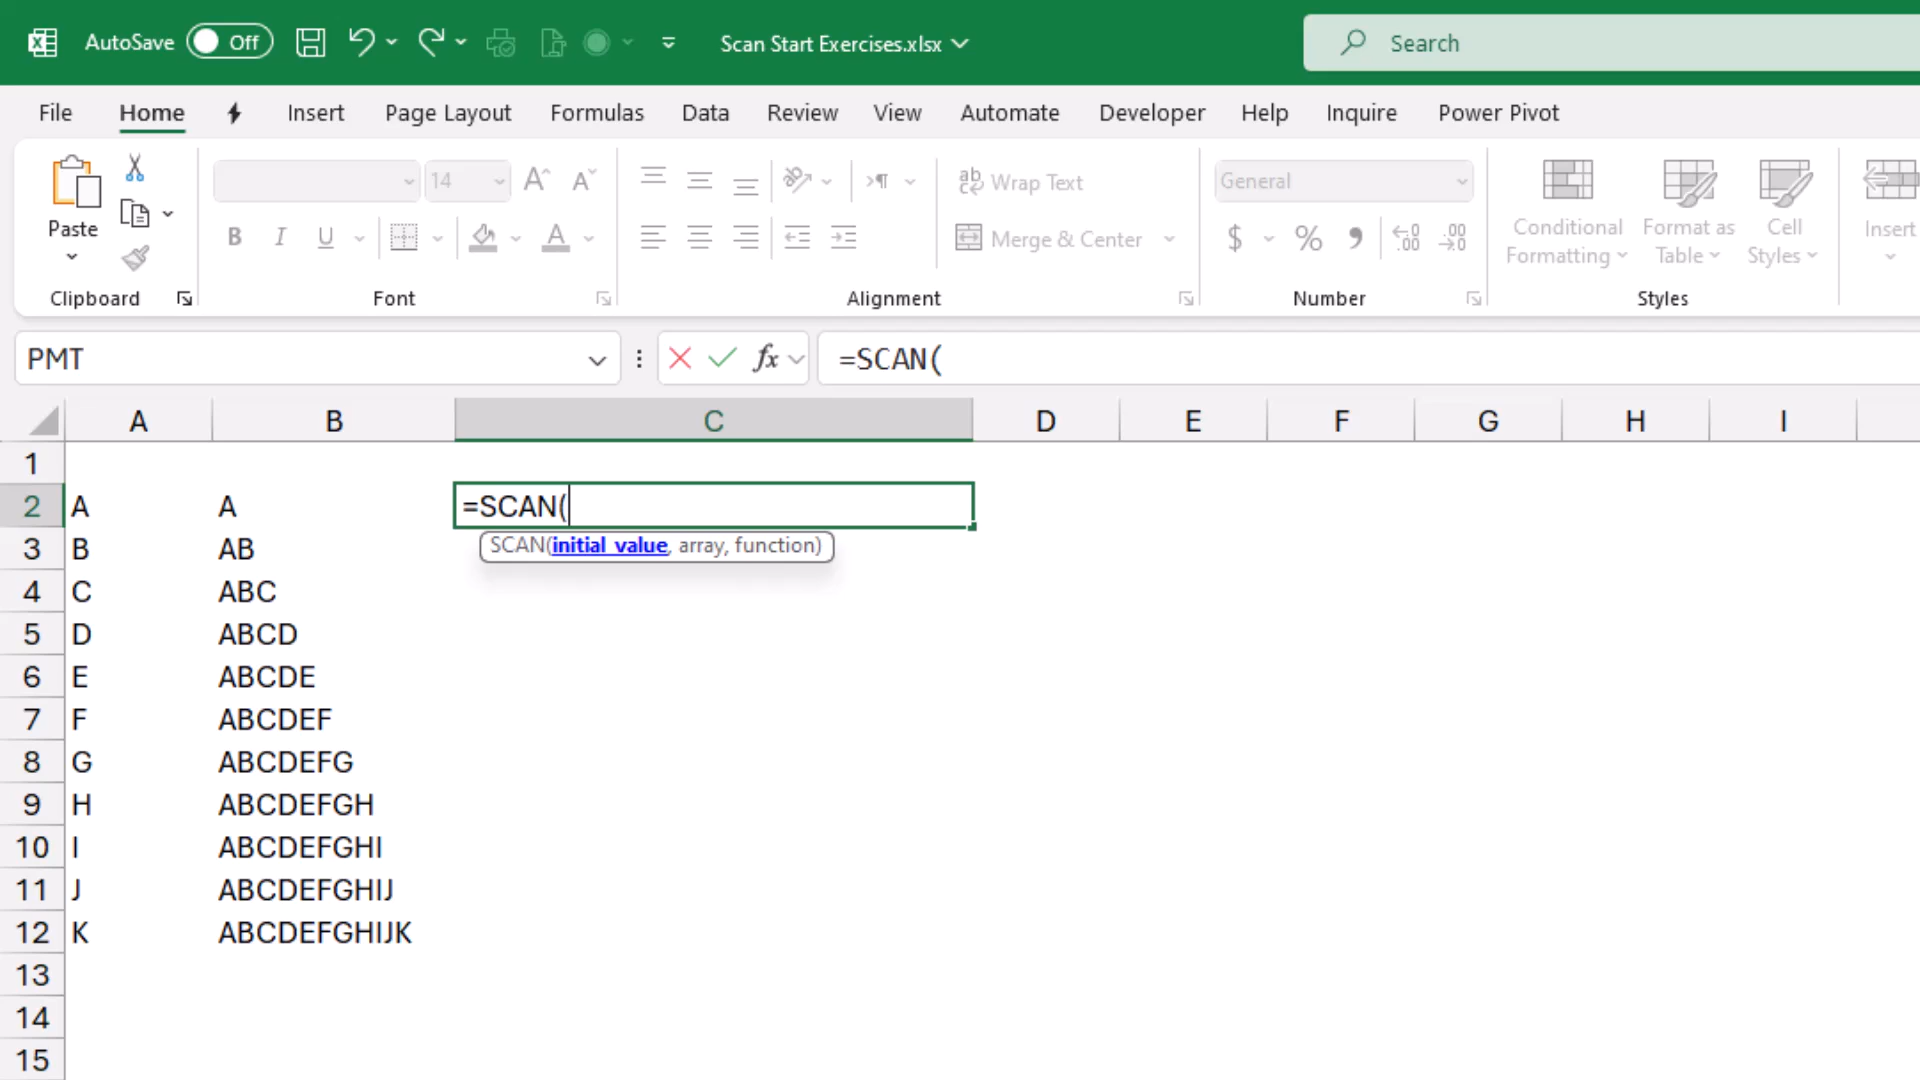 AutoSave Off Scan Start Exercises.xlsx Search
File Home Insert Page Layout Formulas Data Review View Automate Developer Help Inquire Power Pivot
Paste
14
B I U
A
Wrap Text
Merge & Center
General
$ %
Conditional Formatting
Format as Table
Cell Styles
Insert
Clipboard Font Alignment Number Styles
PMT fx =SCAN(
A B C D E F G H I
1
2 A A =SCAN(
SCAN(initial_value, array, function)
3 B AB
4 C ABC
5 D ABCD
6 E ABCDE
7 F ABCDEF
8 G ABCDEFG
9 H ABCDEFGH
10 I ABCDEFGHI
11 J ABCDEFGHIJ
12 K ABCDEFGHIJK
13
14
15